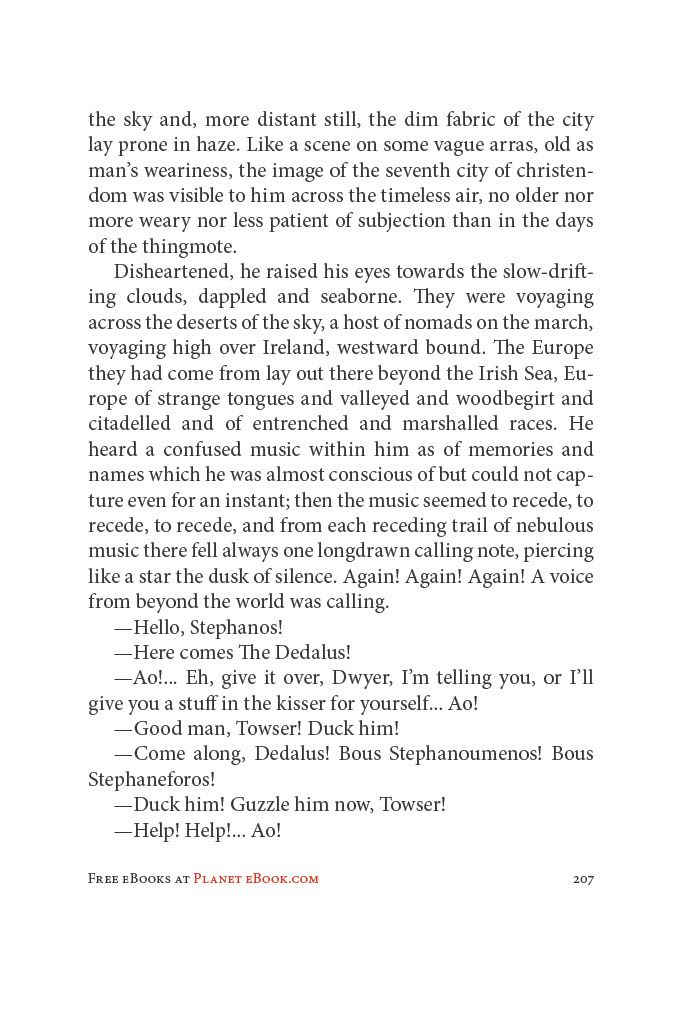 the sky and, more distant still, the dim fabric of the city
lay prone in haze. Like a scene on some vague arras, old as
man’s weariness, the image of the seventh city of christen-
dom was visible to him across the timeless air, no older nor
more weary nor less patient of subjection than in the days
of the thingmote.
Disheartened, he raised his eyes towards the slow-drift-
ing clouds, dappled and seaborne. They were voyaging
across the deserts of the sky, a host of nomads on the march,
voyaging high over Ireland, westward bound. The Europe
they had come from lay out there beyond the Irish Sea, Eu-
rope of strange tongues and valleyed and woodbegirt and
citadelled and of entrenched and marshalled races. He
heard a confused music within him as of memories and
names which he was almost conscious of but could not cap-
ture even for an instant; then the music seemed to recede, to
recede, to recede, and from each receding trail of nebulous
music there fell always one longdrawn calling note, piercing
like a star the dusk of silence. Again! Again! Again! A voice
from beyond the world was calling.
—Hello, Stephanos!
—Here comes The Dedalus!
—Ao!... Eh, give it over, Dwyer, I’m telling you, or I’ll
give you a stuff in the kisser for yourself... Ao!
—Good man, Towser! Duck him!
—Come along, Dedalus! Bous Stephanoumenos! Bous
Stephaneforos!
—Duck him! Guzzle him now, Towser!
—Help! Help!... Ao!
Free eBooks at Planet eBook.com 207